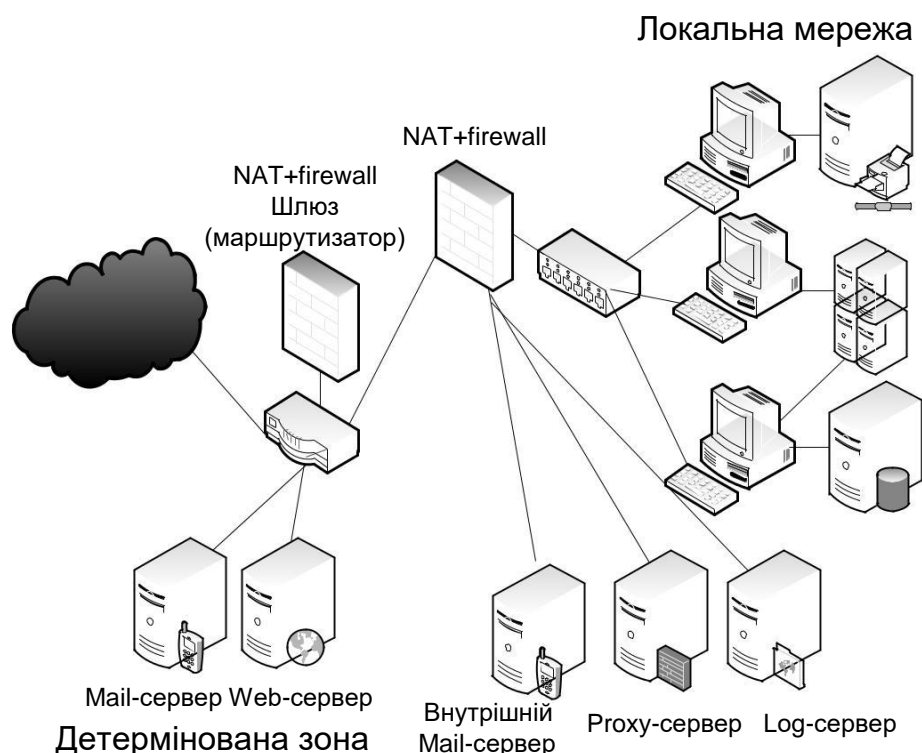 Локальна мережа
NAT+firewall
NAT+firewall
Шлюз
(маршрутизатор)
Mail-сервер Web-сервер
Детермінована зона
Внутрішній
Mail-сервер
Proxy-сервер
Log-сервер